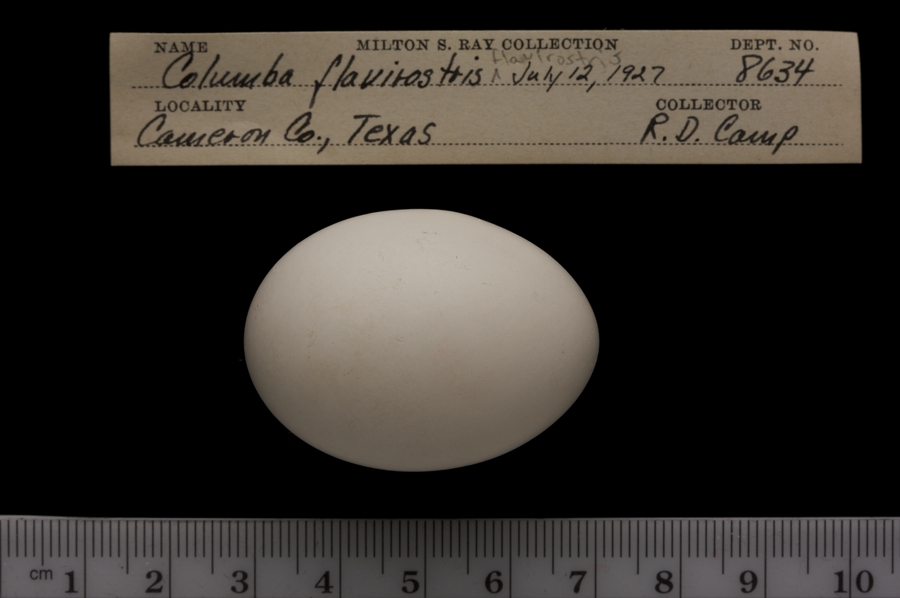 NAME MILTON S. RAY COLLECTION DEPT. NO.
flavirostris
Columba flavirostris ^ July 12, 1927 8634
LOCALITY COLLECTOR
Cameron Co., Texas R. D. Camp
cm 1 2 3 4 5 6 7 8 9 10